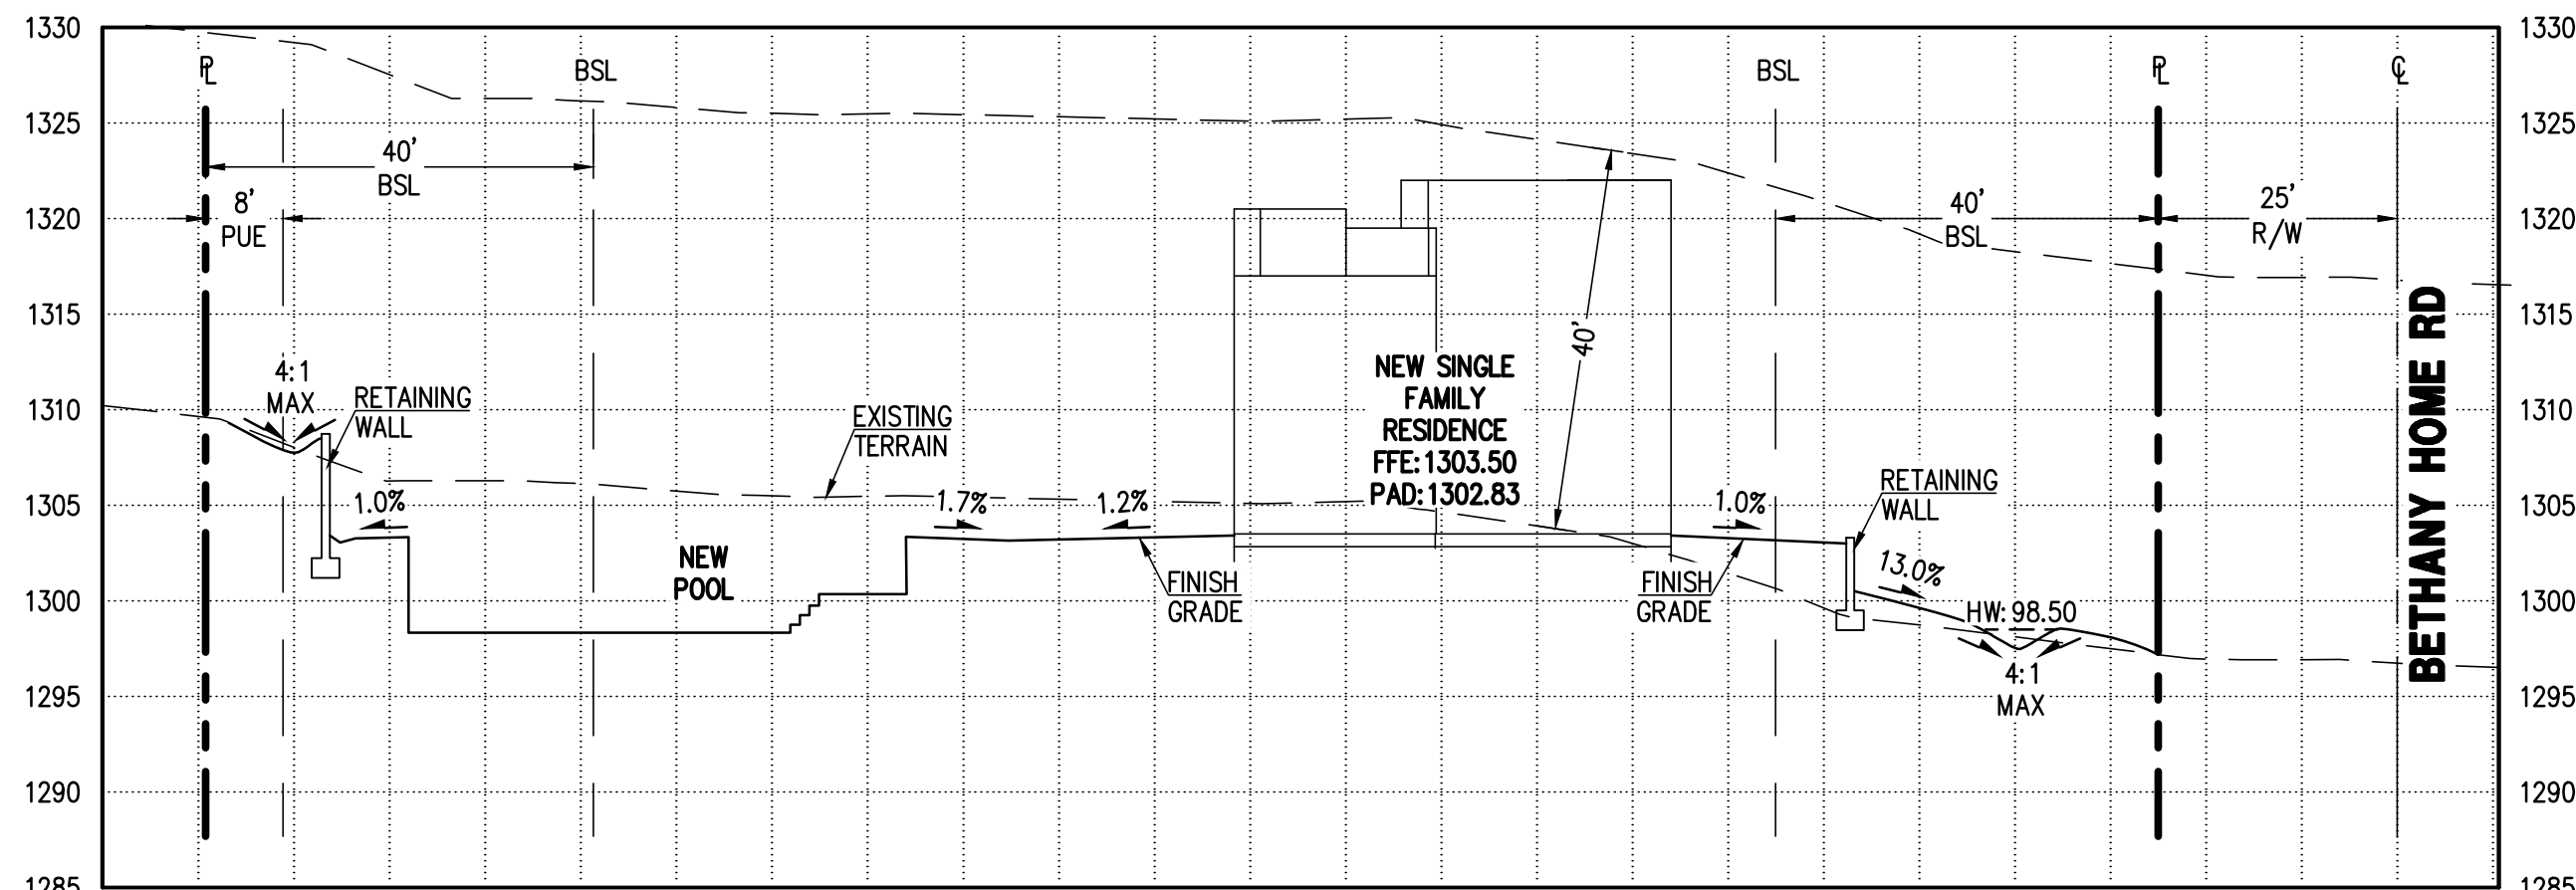 1330
1330
℄
BSL
BSL
℄
1325
1325
40'
BSL
8'
PUE
40'
BSL
25'
R/W
1320
1320
1315
1315
4:1
MAX
RETAINING
WALL
1310
1310
EXISTING
TERRAIN
40'
NEW SINGLE
FAMILY
RESIDENCE
FFE: 1303.50
PAD: 1302.83
BETHANY HOME RD
1305
1305
1.0%
1.7%
1.2%
1.0%
RETAINING
WALL
NEW
POOL
FINISH
GRADE
FINISH
GRADE
13.0%
HW: 98.50
1300
1300
4:1
MAX
1295
1295
1290
1290
1285
1285